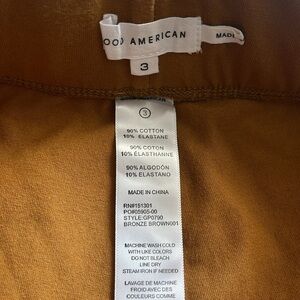 OOD AMERICAN
MADE
3
3
90% COTTON
10% ELASTANE
90% COTON
10% ÉLASTHANNE
90% ALGODÓN
10% ELASTANO
MADE IN CHINA
RN#151301
PO#05905-00
STYLE:GP0790
BRONZE BROWN001
MACHINE WASH COLD
WITH LIKE COLORS
DO NOT BLEACH
LINE DRY
STEAM IRON IF NEEDED
LAVAGE DE MACHINE
FROID AVEC DES
COULEURS COMME